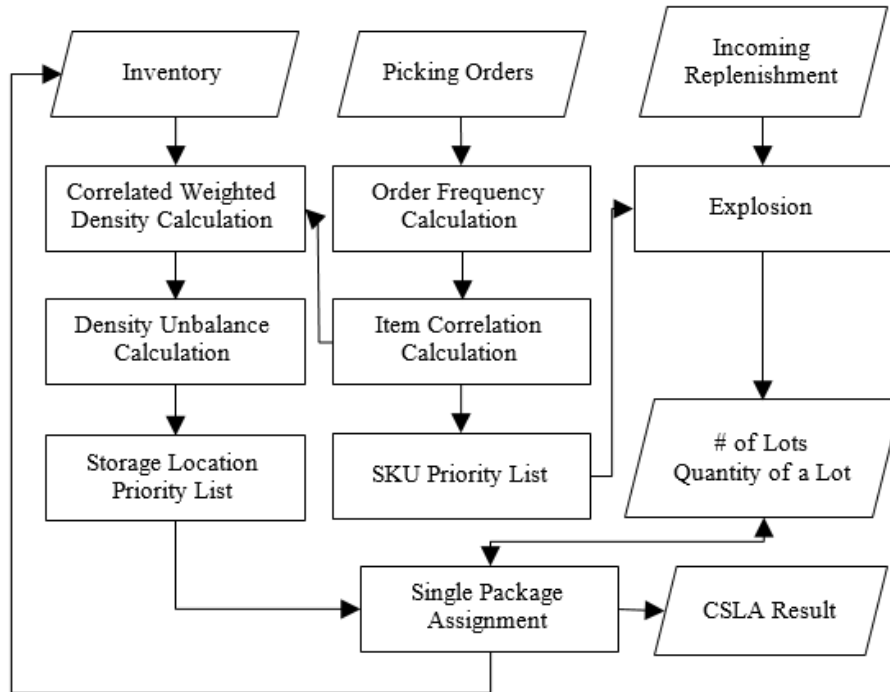 Inventory
Picking Orders
Incoming
Replenishment
Correlated Weighted
Density Calculation
Order Frequency
Calculation
Explosion
Density Unbalance
Calculation
Item Correlation
Calculation
Storage Location
Priority List
SKU Priority List
# of Lots
Quantity of a Lot
Single Package
Assignment
CSLA Result